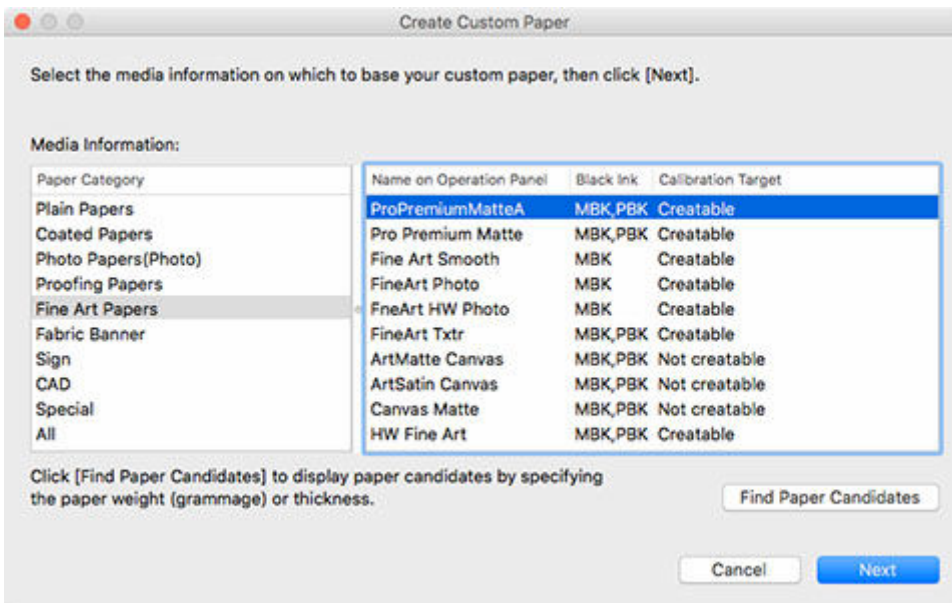 Create Custom Paper
Select the media information on which to base your custom paper, then click [Next].
Media Information:
Paper Category
Plain Papers
Coated Papers
Photo Papers(Photo)
Proofing Papers
Fine Art Papers
Fabric Banner
Sign
CAD
Special
All
Name on Operation Panel Black Ink Calibration Target
ProPremiumMatteA MBK,PBK Creatable
Pro Premium Matte MBK,PBK Creatable
Fine Art Smooth MBK Creatable
FineArt Photo MBK Creatable
FneArt HW Photo MBK Creatable
FineArt Txtr MBK,PBK Creatable
ArtMatte Canvas MBK,PBK Not creatable
ArtSatin Canvas MBK,PBK Not creatable
Canvas Matte MBK,PBK Not creatable
HW Fine Art MBK,PBK Creatable
Click [Find Paper Candidates] to display paper candidates by specifying
the paper weight (grammage) or thickness.
Find Paper Candidates
Cancel
Next